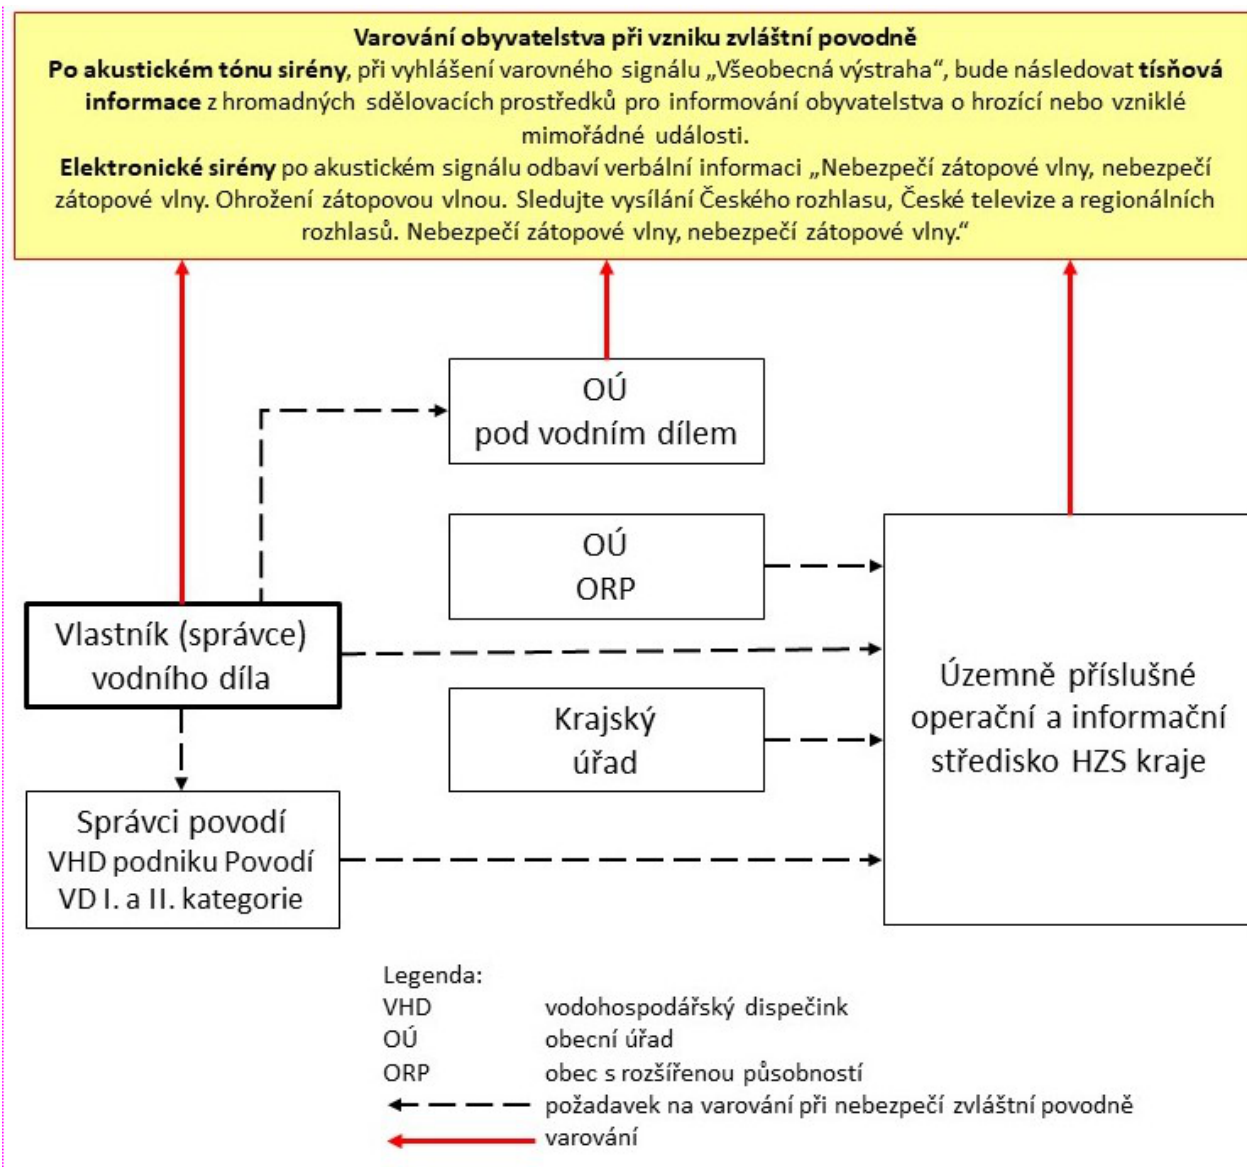 Varování obyvatelstva při vzniku zvláštní povodně
Po akustickém tónu sirény, při vyhlášení varovného signálu „Všeobecná výstraha“, bude následovat tísňová
informace z hromadných sdělovacích prostředků pro informování obyvatelstva o hrozící nebo vzniklé
mimořádné události.
Elektronické sirény po akustickém signálu odbaví verbální informaci „Nebezpečí zátopové vlny, nebezpečí
zátopové vlny. Ohrožení zátopovou vlnou. Sledujte vysílání Českého rozhlasu, České televize a regionálních
rozhlasů. Nebezpečí zátopové vlny, nebezpečí zátopové vlny.“
OÚ
pod vodním dílem
OÚ
ORP
Vlastník (správce)
vodního díla
Krajský
úřad
Územně příslušné
operační a informační
středisko HZS kraje
Správci povodí
VHD podniku Povodí
VD I. a II. kategorie
Legenda:
VHD vodohospodářský dispečink
OÚ obecní úřad
ORP obec s rozšířenou působností
požadavek na varování při nebezpečí zvláštní povodně
varování